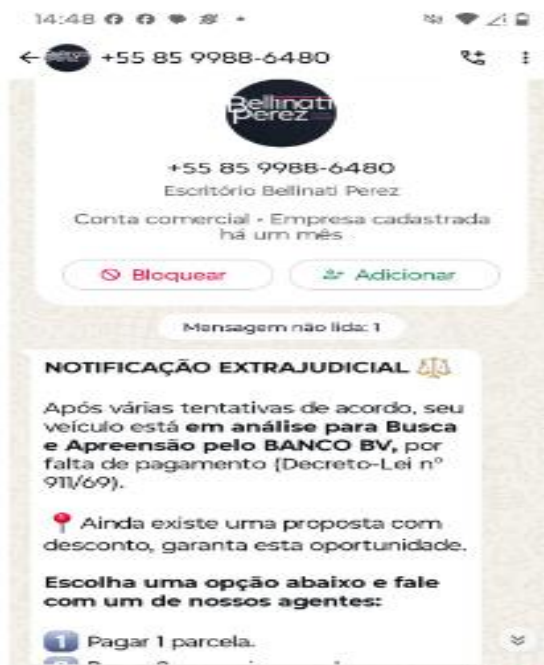 14:48
← +55 85 9988-6480
Bellinati
Perez
+55 85 9988-6480
Escritório Bellinati Perez
Conta comercial • Empresa cadastrada
há um mês
Bloquear
Adicionar
Mensagem não lida: 1
NOTIFICAÇÃO EXTRAJUDICIAL ⚖️
Após várias tentativas de acordo, seu
veículo está em análise para Busca
e Apreensão pelo BANCO BV, por
falta de pagamento (Decreto-Lei nº
911/69).
📍 Ainda existe uma proposta com
desconto, garanta esta oportunidade.
Escolha uma opção abaixo e fale
com um de nossos agentes:
1️⃣ Pagar 1 parcela.